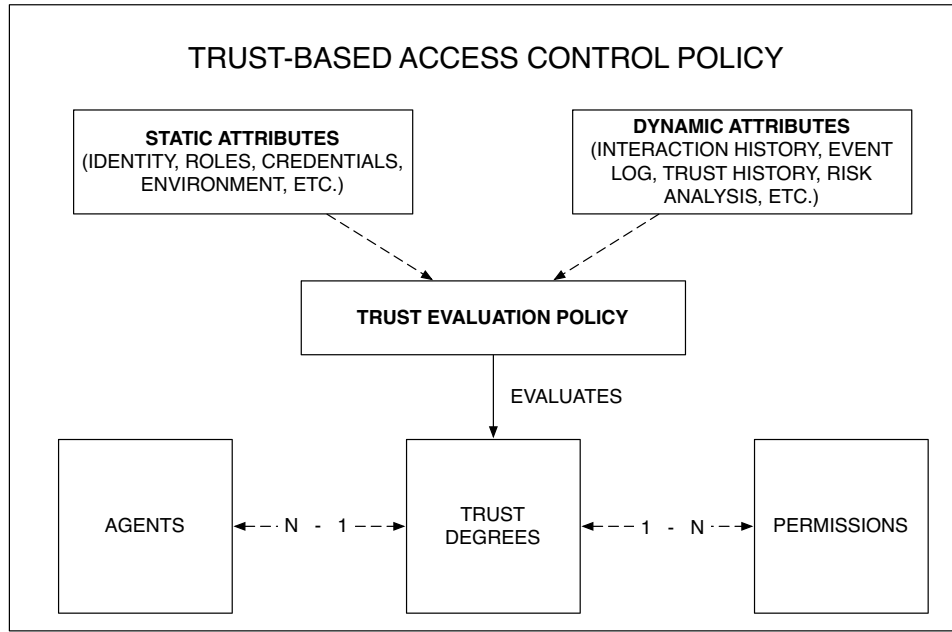 TRUST-BASED ACCESS CONTROL POLICY
STATIC ATTRIBUTES
(IDENTITY, ROLES, CREDENTIALS,
ENVIRONMENT, ETC.)
DYNAMIC ATTRIBUTES
(INTERACTION HISTORY, EVENT
LOG, TRUST HISTORY, RISK
ANALYSIS, ETC.)
TRUST EVALUATION POLICY
EVALUATES
AGENTS
N - 1
TRUST
DEGREES
1 - N
PERMISSIONS